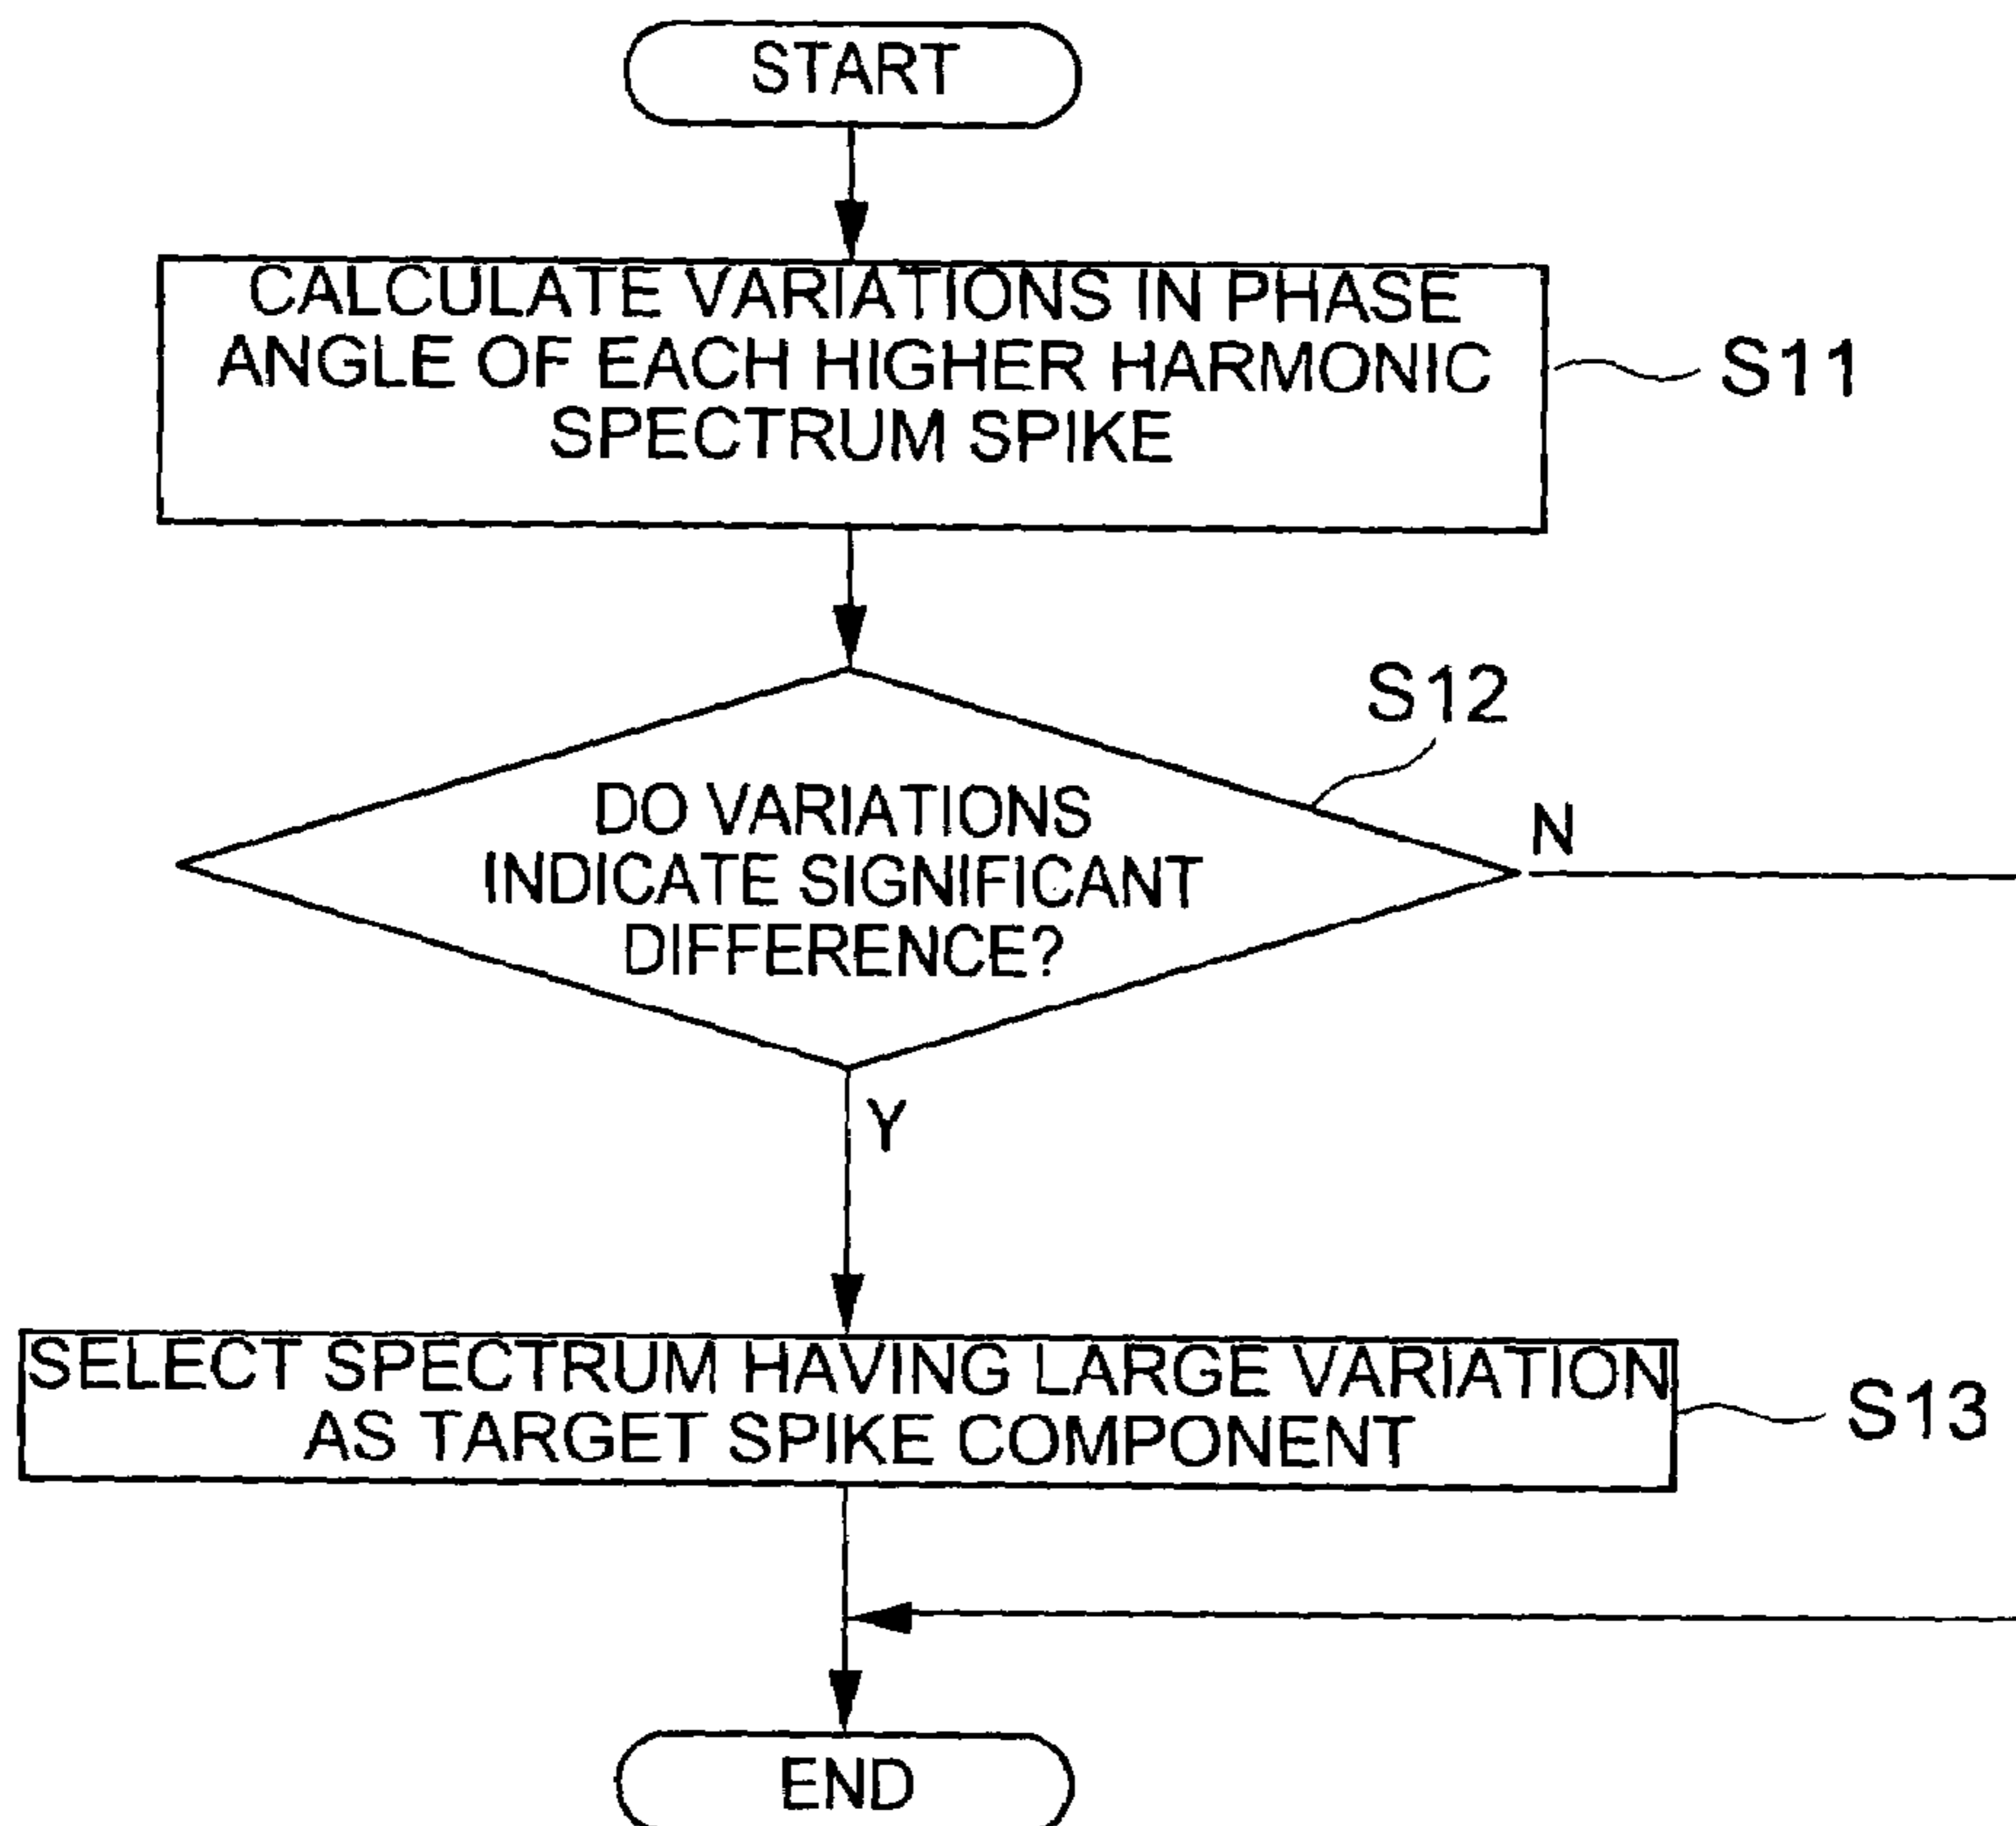 START
CALCULATE VARIATIONS IN PHASE
ANGLE OF EACH HIGHER HARMONIC
SPECTRUM SPIKE
S11
S12
DO VARIATIONS
INDICATE SIGNIFICANT
DIFFERENCE?
N
Y
SELECT SPECTRUM HAVING LARGE VARIATION
AS TARGET SPIKE COMPONENT
S13
END